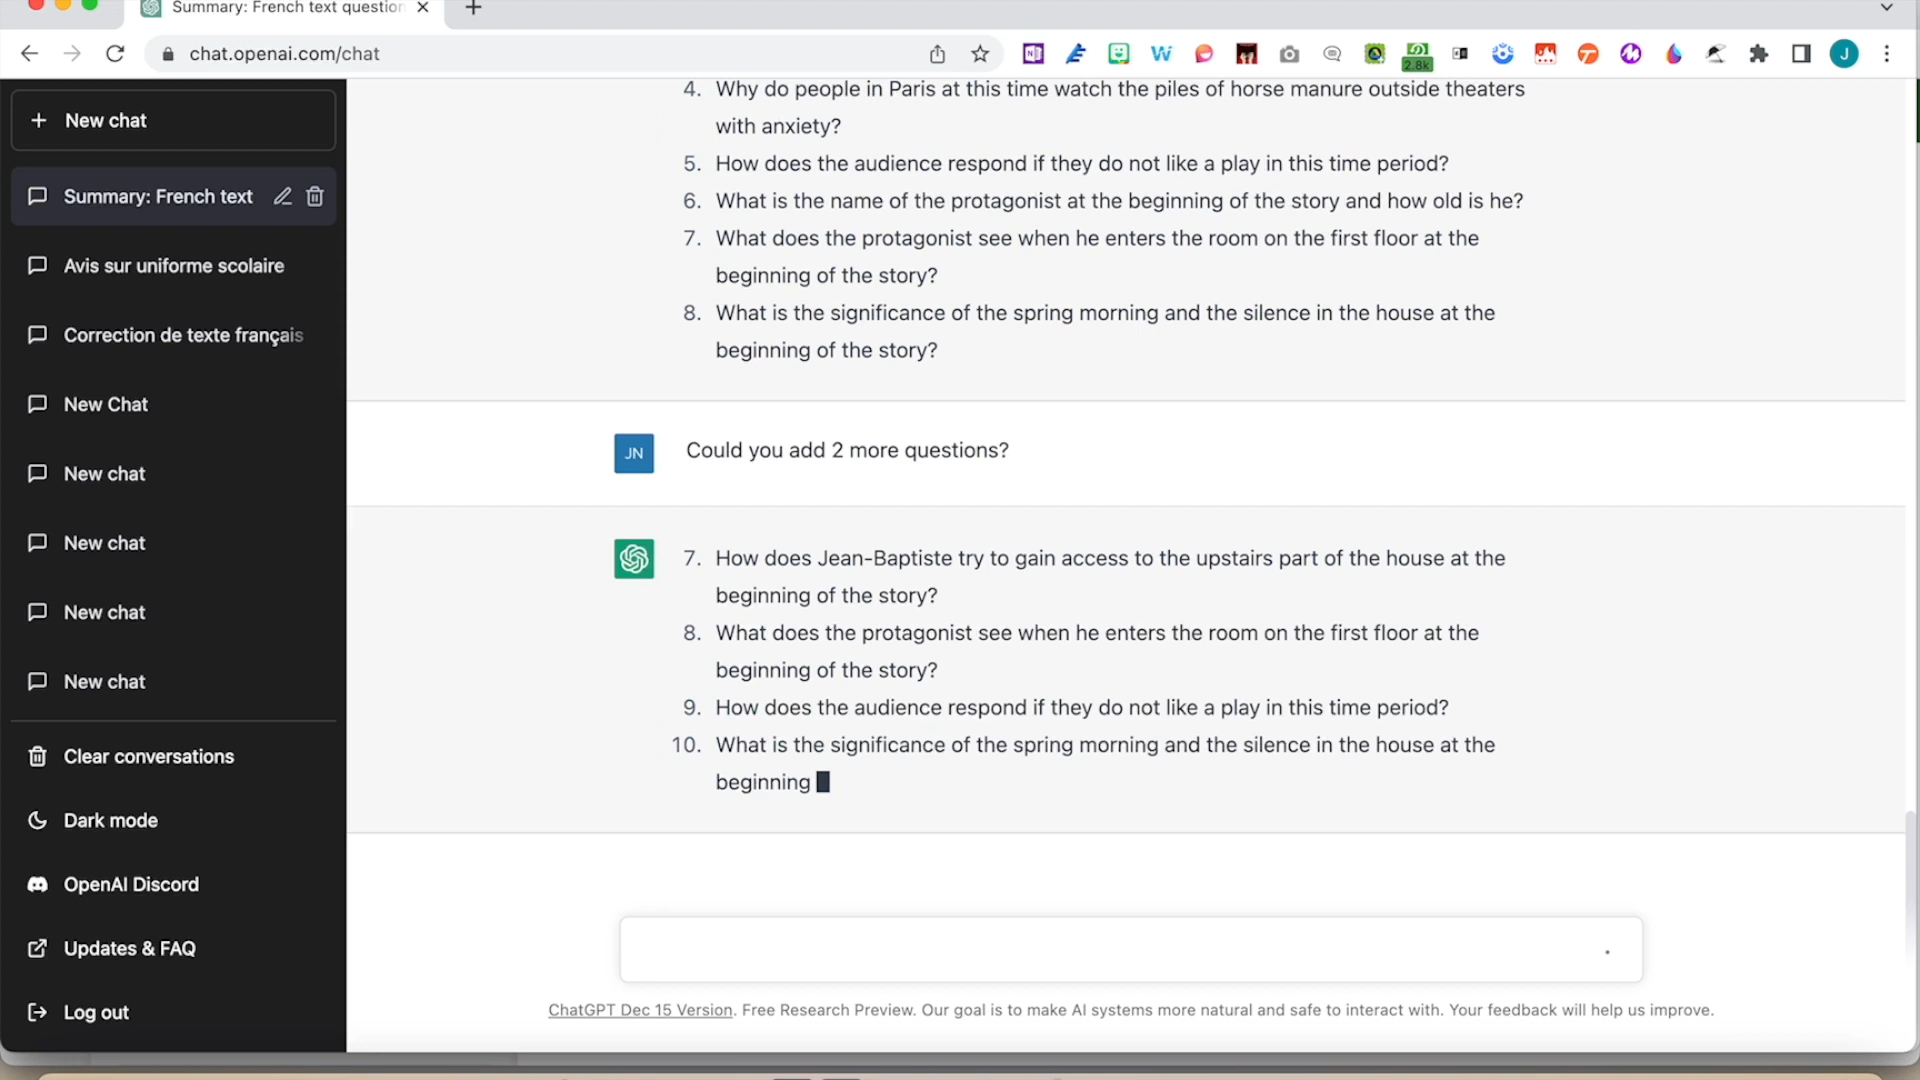 Summary: French text question
chat.openai.com/chat
2.8k
J
New chat
Summary: French text
Avis sur uniforme scolaire
Correction de texte français
New Chat
New chat
New chat
New chat
New chat
Clear conversations
Dark mode
OpenAI Discord
Updates & FAQ
Log out
4. Why do people in Paris at this time watch the piles of horse manure outside theaters
with anxiety?
5. How does the audience respond if they do not like a play in this time period?
6. What is the name of the protagonist at the beginning of the story and how old is he?
7. What does the protagonist see when he enters the room on the first floor at the
beginning of the story?
8. What is the significance of the spring morning and the silence in the house at the
beginning of the story?
JN
Could you add 2 more questions?
7. How does Jean-Baptiste try to gain access to the upstairs part of the house at the
beginning of the story?
8. What does the protagonist see when he enters the room on the first floor at the
beginning of the story?
9. How does the audience respond if they do not like a play in this time period?
10. What is the significance of the spring morning and the silence in the house at the
beginning
ChatGPT Dec 15 Version. Free Research Preview. Our goal is to make AI systems more natural and safe to interact with. Your feedback will help us improve.